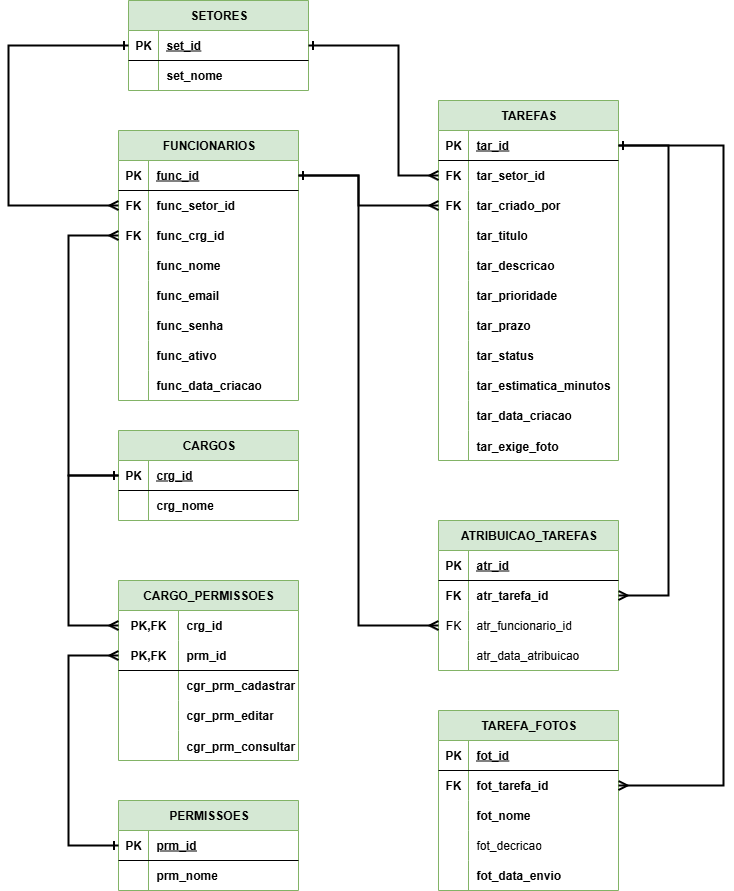 SETORES
PK set_id
set_nome
FUNCIONARIOS
PK func_id
FK func_setor_id
FK func_crg_id
func_nome
func_email
func_senha
func_ativo
func_data_criacao
CARGOS
PK crg_id
crg_nome
CARGO_PERMISSOES
PK,FK crg_id
PK,FK prm_id
cgr_prm_cadastrar
cgr_prm_editar
cgr_prm_consultar
PERMISSOES
PK prm_id
prm_nome
TAREFAS
PK tar_id
FK tar_setor_id
FK tar_criado_por
tar_titulo
tar_descricao
tar_prioridade
tar_prazo
tar_status
tar_estimatica_minutos
tar_data_criacao
tar_exige_foto
ATRIBUICAO_TAREFAS
PK atr_id
FK atr_tarefa_id
FK atr_funcionario_id
atr_data_atribuicao
TAREFA_FOTOS
PK fot_id
FK fot_tarefa_id
fot_nome
fot_decricao
fot_data_envio